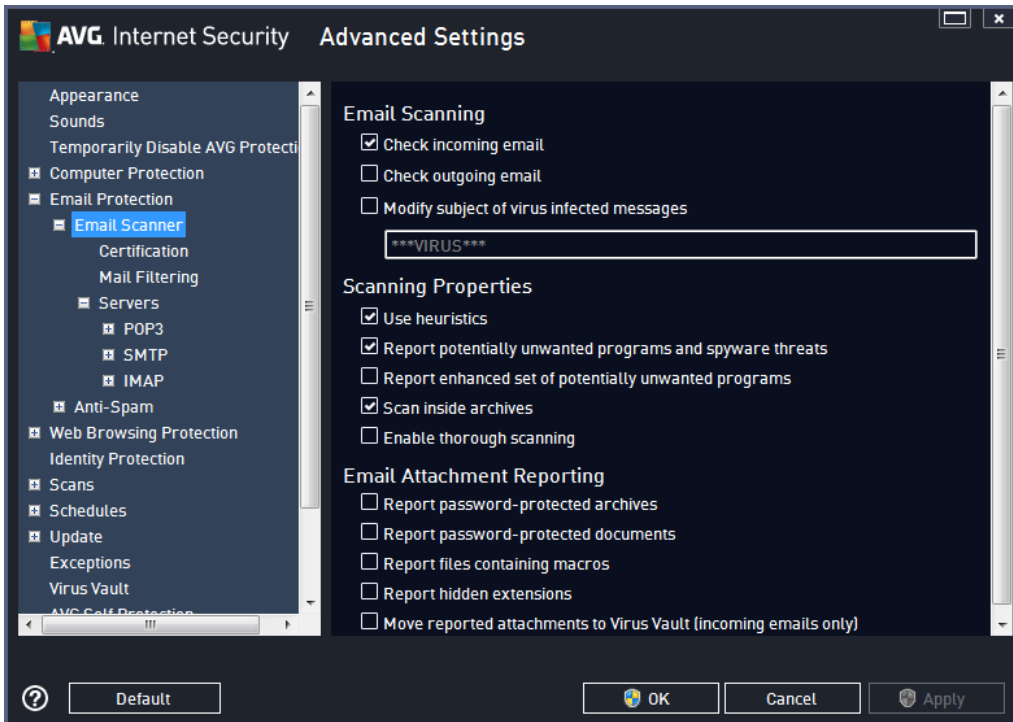 AVG. Internet Security Advanced Settings
Appearance
Sounds
Temporarily Disable AVG Protecti
Computer Protection
Email Protection
Email Scanner
Certification
Mail Filtering
Servers
POP3
SMTP
IMAP
Anti-Spam
Web Browsing Protection
Identity Protection
Scans
Schedules
Update
Exceptions
Virus Vault
AVG Self Protection
Email Scanning
Check incoming email
Check outgoing email
Modify subject of virus infected messages
***VIRUS***
Scanning Properties
Use heuristics
Report potentially unwanted programs and spyware threats
Report enhanced set of potentially unwanted programs
Scan inside archives
Enable thorough scanning
Email Attachment Reporting
Report password-protected archives
Report password-protected documents
Report files containing macros
Report hidden extensions
Move reported attachments to Virus Vault (incoming emails only)
? Default OK Cancel Apply